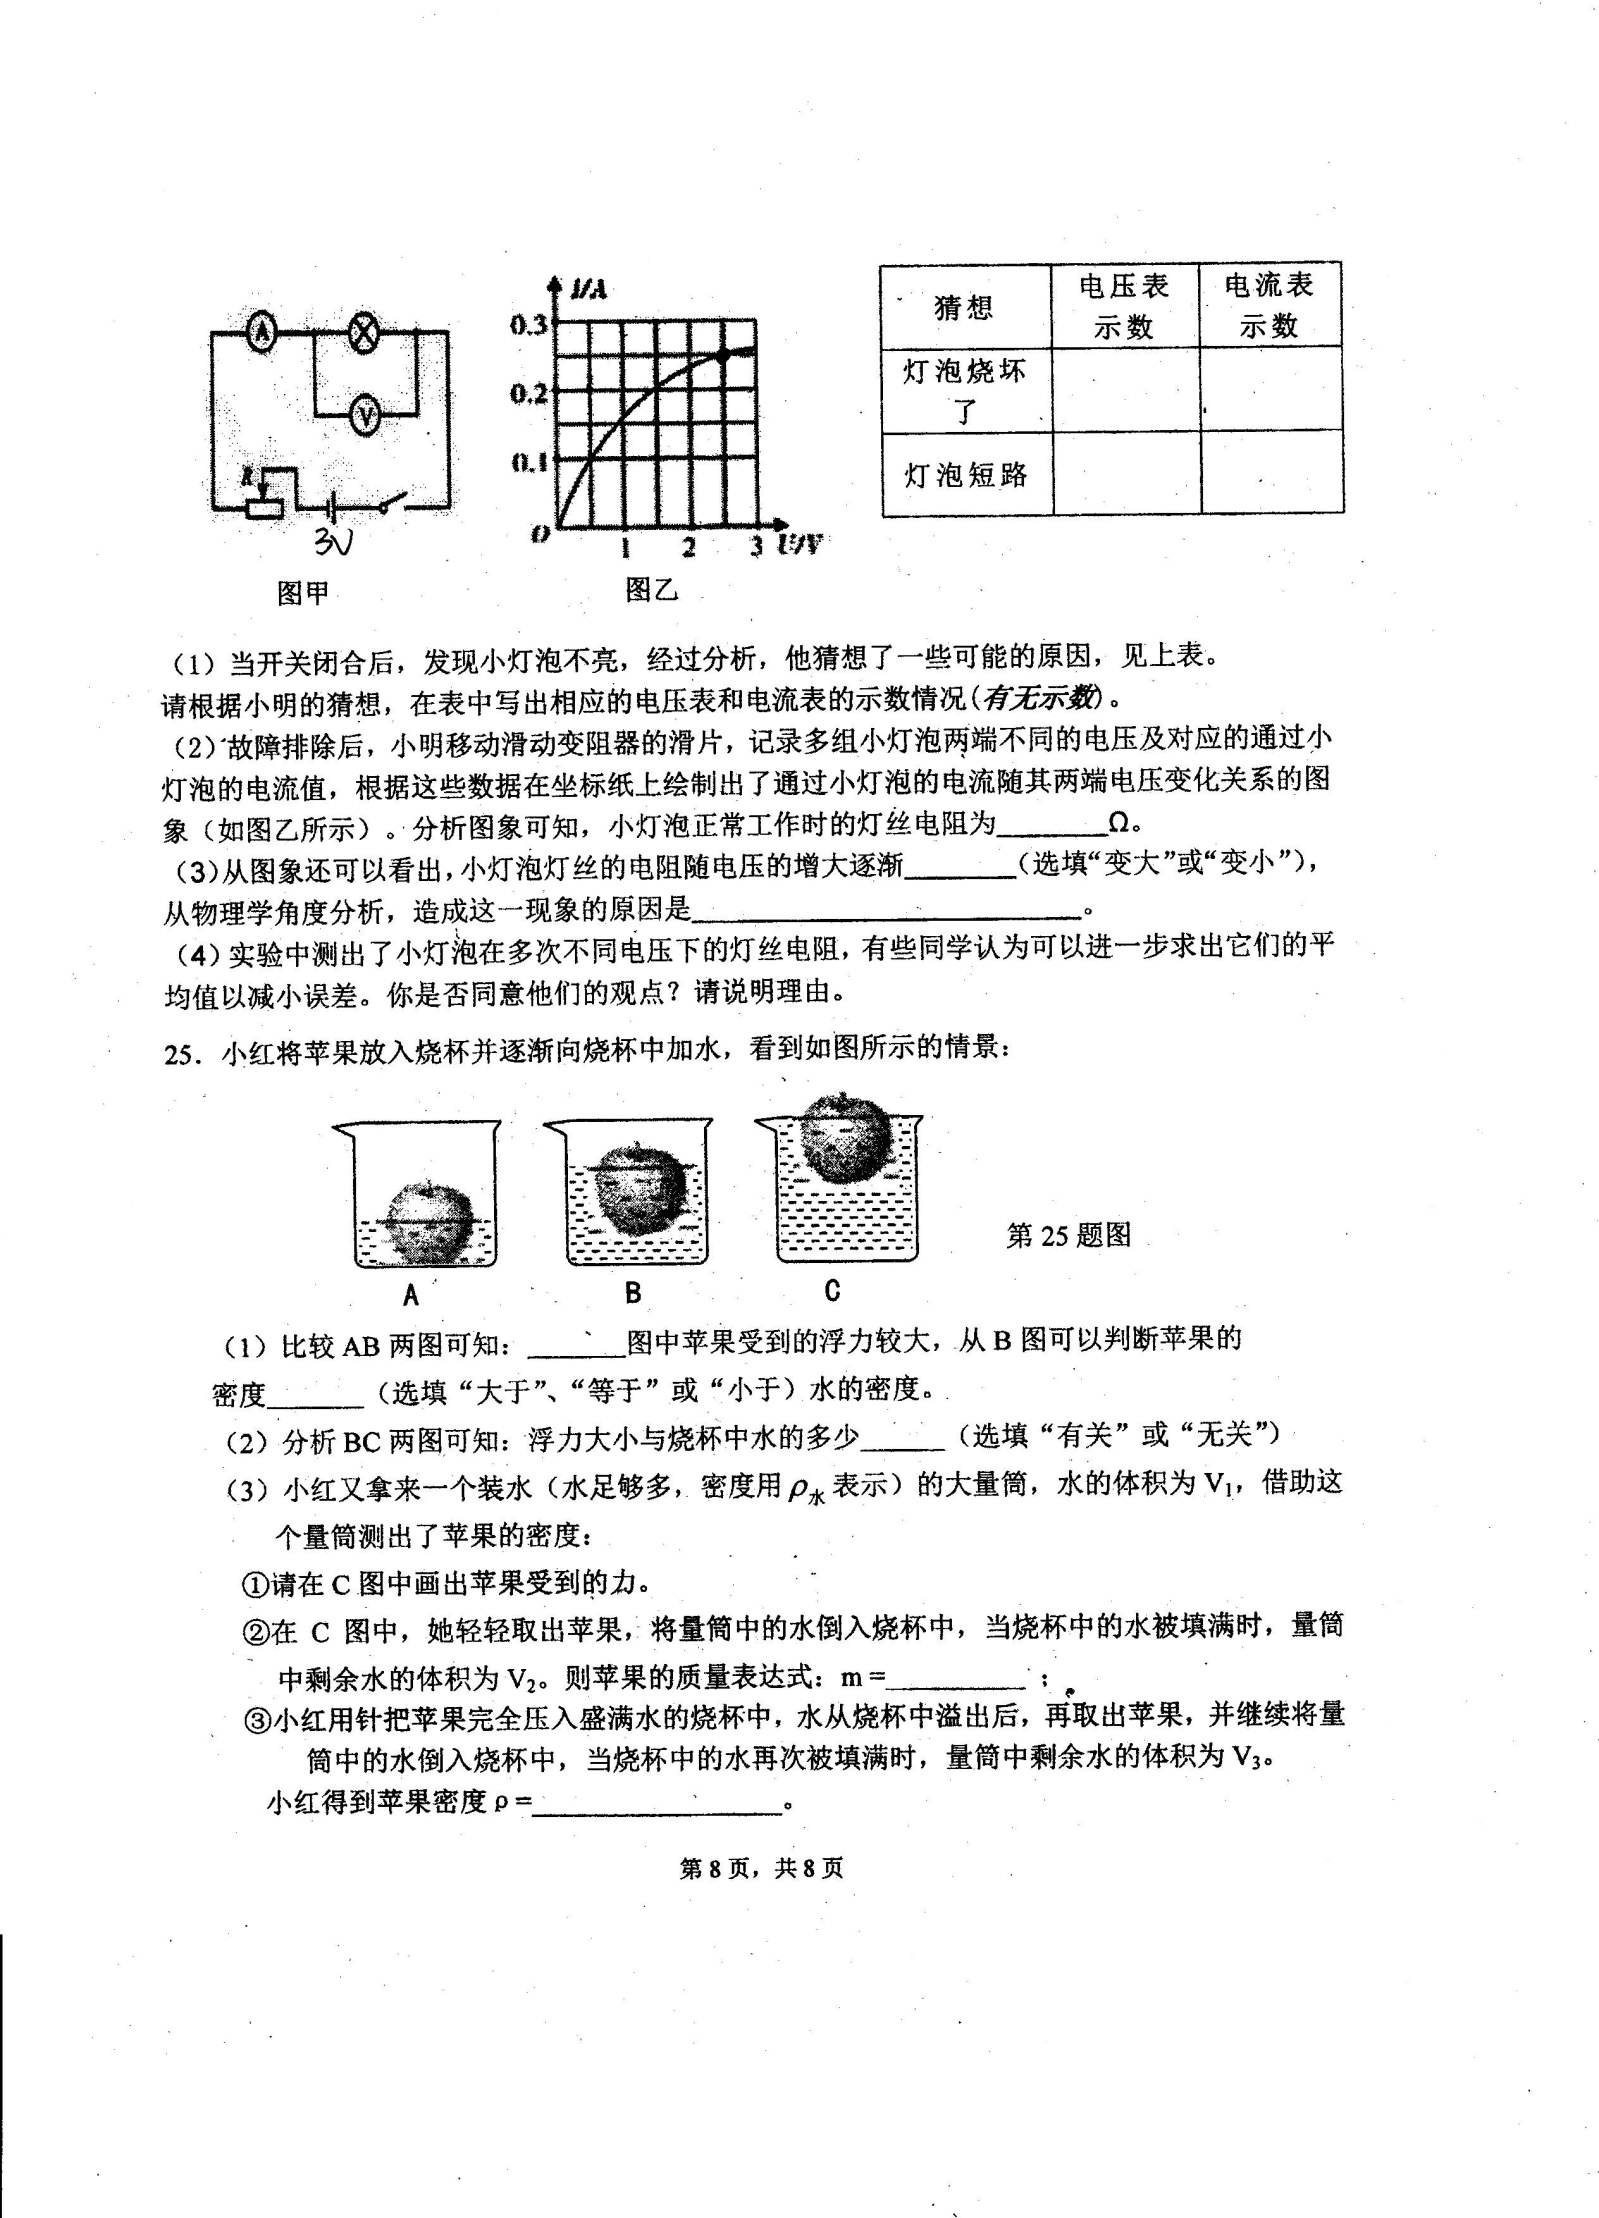 I/A
0.3
0.2
0.1
O
1
2
3
U/V
A
V
R
3V
图甲
图乙
猜想
电压表
示数
电流表
示数
灯泡烧坏
了
灯泡短路
（1）当开关闭合后，发现小灯泡不亮，经过分析，他猜想了一些可能的原因，见上表。
请根据小明的猜想，在表中写出相应的电压表和电流表的示数情况(有无示数)。
（2）故障排除后，小明移动滑动变阻器的滑片，记录多组小灯泡两端不同的电压及对应的通过小
灯泡的电流值，根据这些数据在坐标纸上绘制出了通过小灯泡的电流随其两端电压变化关系的图
象（如图乙所示）。分析图象可知，小灯泡正常工作时的灯丝电阻为________Ω。
（3)从图象还可以看出，小灯泡灯丝的电阻随电压的增大逐渐________（选填“变大”或“变小”），
从物理学角度分析，造成这一现象的原因是____________________________。
（4）实验中测出了小灯泡在多次不同电压下的灯丝电阻，有些同学认为可以进一步求出它们的平
均值以减小误差。你是否同意他们的观点？请说明理由。
25．小红将苹果放入烧杯并逐渐向烧杯中加水，看到如图所示的情景：
A
B
C
第 25 题图
（1）比较 AB 两图可知：_______图中苹果受到的浮力较大，从 B 图可以判断苹果的
密度_______（选填“大于”、“等于”或“小于）水的密度。
（2）分析 BC 两图可知：浮力大小与烧杯中水的多少______（选填“有关”或“无关”）
（3）小红又拿来一个装水（水足够多，密度用ρ水表示）的大量筒，水的体积为 V₁，借助这
个量筒测出了苹果的密度：
①请在 C 图中画出苹果受到的力。
②在 C 图中，她轻轻取出苹果，将量筒中的水倒入烧杯中，当烧杯中的水被填满时，量筒
中剩余水的体积为 V₂。则苹果的质量表达式：m =__________；
③小红用针把苹果完全压入盛满水的烧杯中，水从烧杯中溢出后，再取出苹果，并继续将量
筒中的水倒入烧杯中，当烧杯中的水再次被填满时，量筒中剩余水的体积为 V₃。
小红得到苹果密度 ρ =__________________。
第 8 页，共 8 页